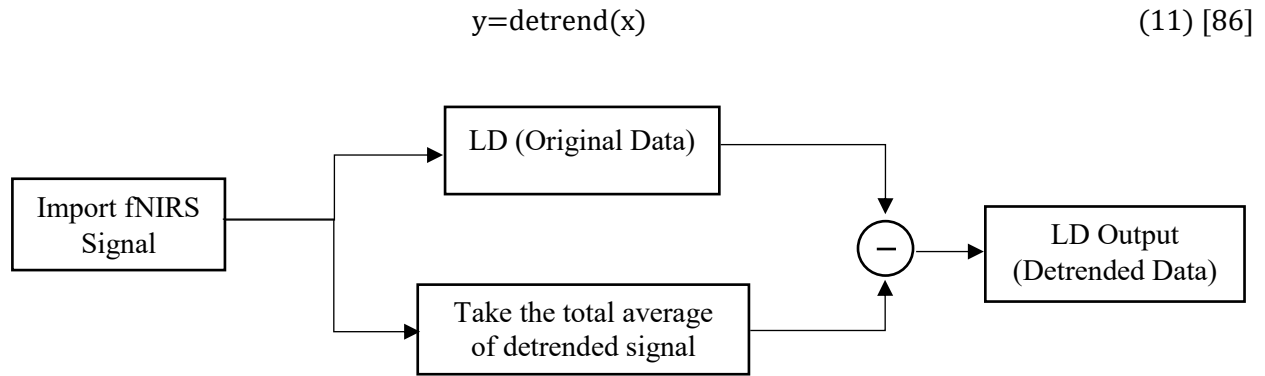 y=detrend(x) (11) [86]
LD (Original Data)
Import fNIRS
Signal
−
LD Output
(Detrended Data)
Take the total average
of detrended signal